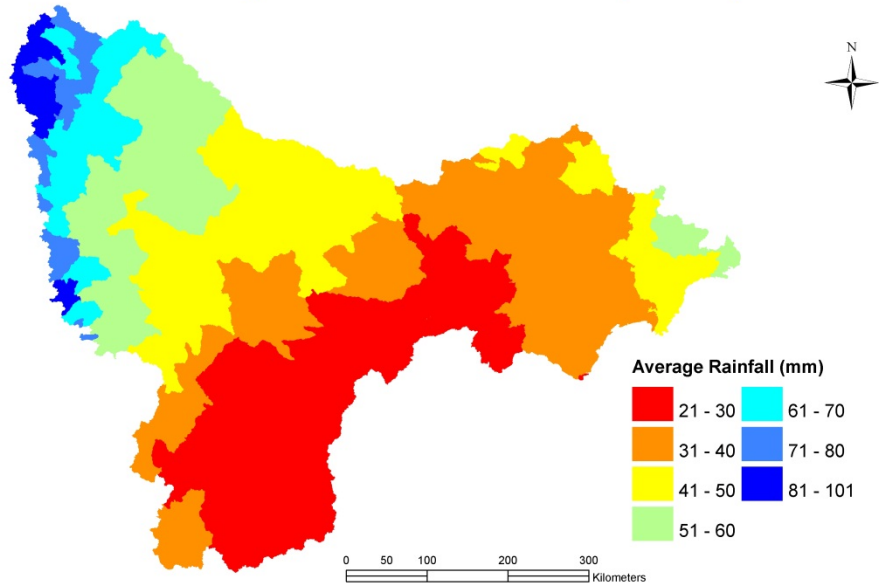 N
Average Rainfall (mm)
21 - 30 61 - 70
31 - 40 71 - 80
41 - 50 81 - 101
51 - 60
0 50 100 200 300
Kilometers